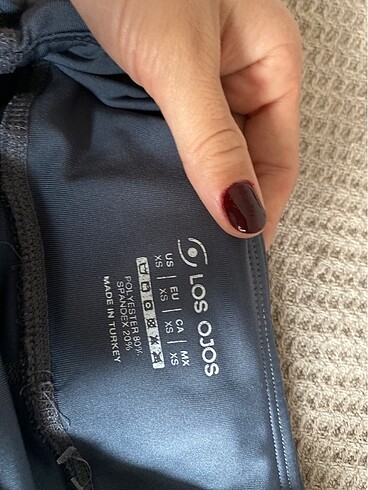 LOS OJOS
US | EU | CA | MX
XS | XS | XS | XS
POLYESTER 80%
SPANDEX 20%
MADE IN TURKEY